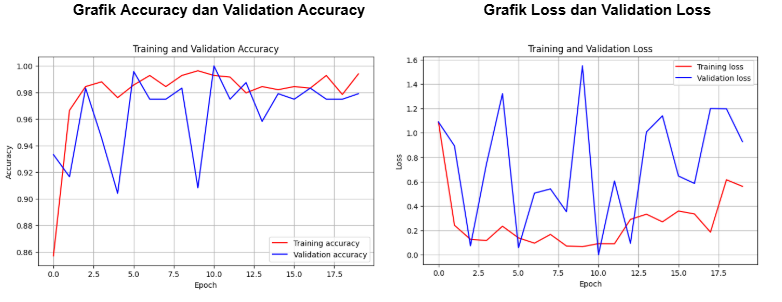 Grafik Accuracy dan Validation Accuracy
Training and Validation Accuracy
Accuracy
1.00
0.98
0.96
0.94
0.92
0.90
0.88
0.86
0.0 2.5 5.0 7.5 10.0 12.5 15.0 17.5
Epoch
Training accuracy
Validation accuracy
Grafik Loss dan Validation Loss
Training and Validation Loss
Loss
1.6
1.4
1.2
1.0
0.8
0.6
0.4
0.2
0.0
0.0 2.5 5.0 7.5 10.0 12.5 15.0 17.5
Epoch
Training loss
Validation loss